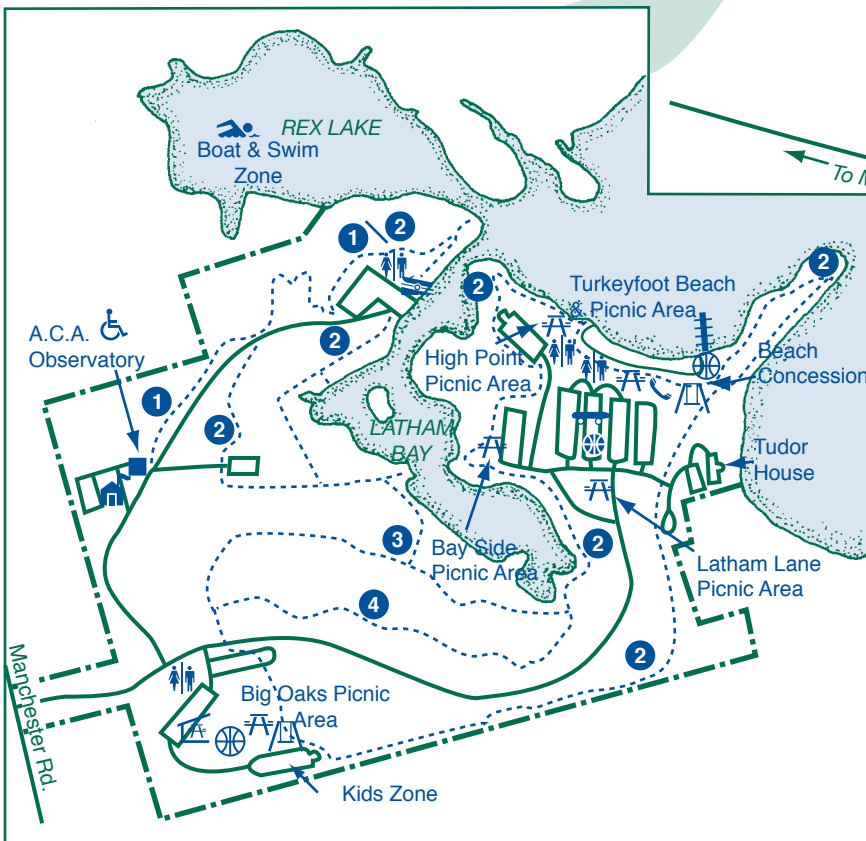 REX LAKE
Boat & Swim
Zone
To M
1
2
2
2
Turkeyfoot Beach
& Picnic Area
A.C.A.
Observatory
2
High Point
Picnic Area
Beach
Concession
1
2
LATHAM
BAY
Tudor
House
3
Bay Side
Picnic Area
2
Latham Lane
Picnic Area
4
2
Manchester Rd.
Big Oaks Picnic
Area
Kids Zone